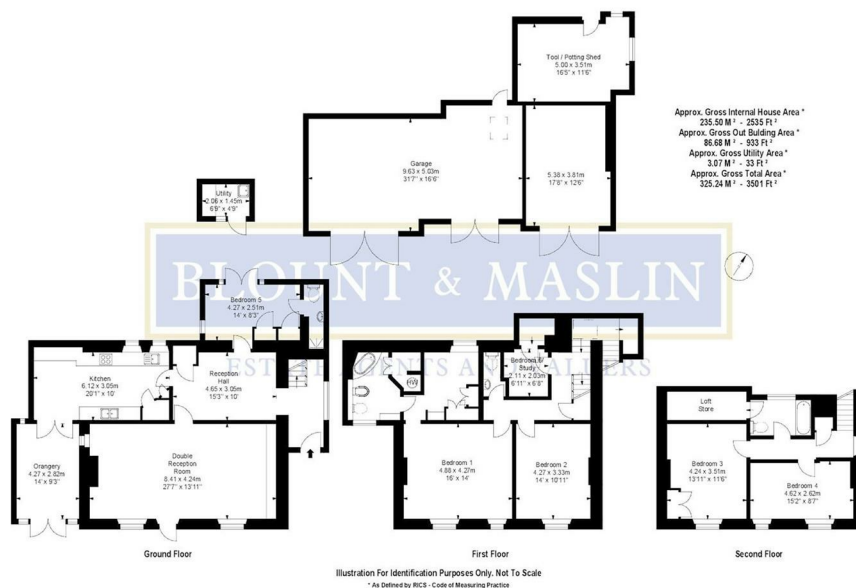 Tool / Potting Shed
5.00 x 3.51m
16'5" x 11'6"
Approx. Gross Internal House Area *
235.50 M² - 2535 Ft²
Approx. Gross Out Bulding Area *
86.68 M² - 933 Ft²
Approx. Gross Utility Area *
3.07 M² - 33 Ft²
Approx. Gross Total Area *
325.24 M² - 3501 Ft²
Garage
9.63 x 5.03m
31'7" x 16'6"
5.38 x 3.81m
17'8" x 12'6"
Utility
2.06 x 1.45m
6'9" x 4'9"
BLOUNT & MASLIN
ESTATE AGENTS AND VALUERS
Bedroom 5
4.27 x 2.51m
14' x 8'3"
Kitchen
6.12 x 3.05m
20'1" x 10'
Reception
Hall
4.65 x 3.05m
15'3" x 10'
Orangery
4.27 x 2.82m
14' x 9'3"
Double
Reception
Room
8.41 x 4.24m
27'7" x 13'11"
Ground Floor
HW
Bedroom 6/
Study
2.11 x 2.03m
6'11" x 6'8"
Bedroom 1
4.88 x 4.27m
16' x 14'
Bedroom 2
4.27 x 3.33m
14' x 10'11"
First Floor
Loft
Store
Bedroom 3
4.24 x 3.51m
13'11" x 11'6"
Bedroom 4
4.62 x 2.62m
15'2" x 8'7"
Second Floor
Illustration For Identification Purposes Only. Not To Scale
* As Defined by RICS - Code of Measuring Practice